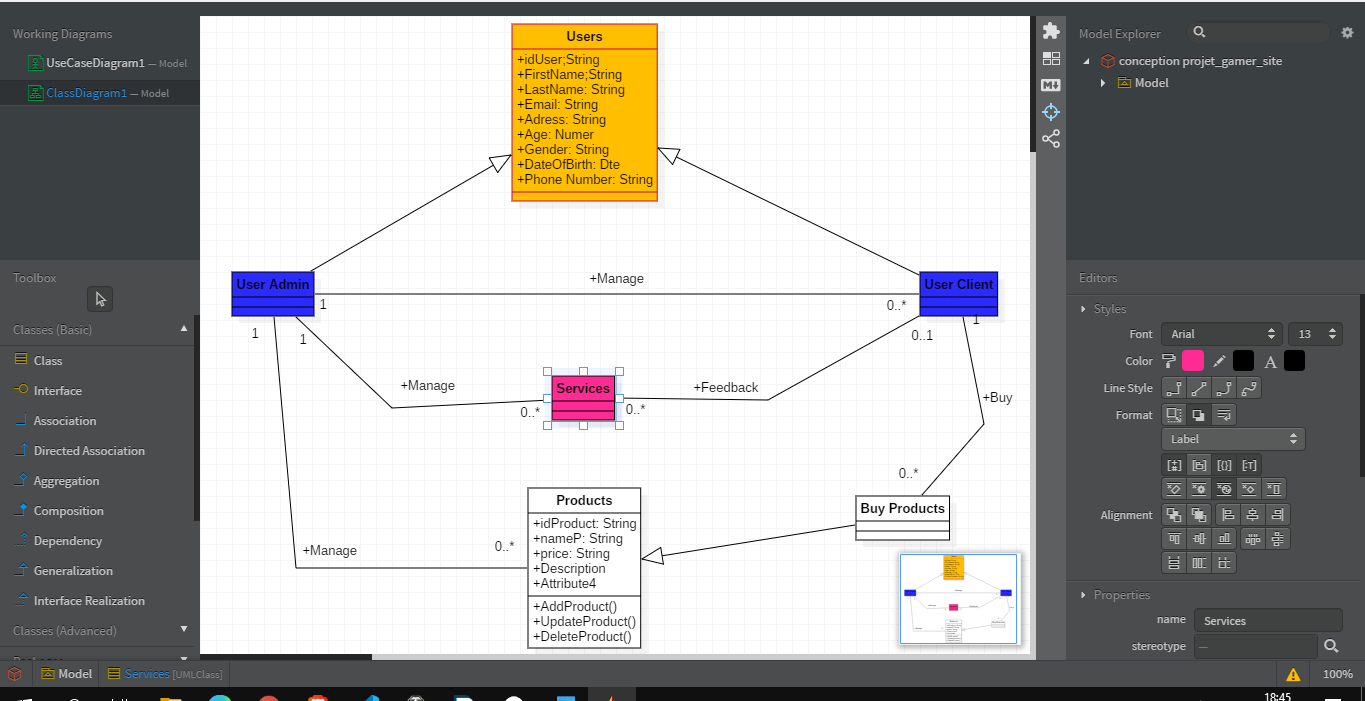 Working Diagrams
UseCaseDiagram1 — Model
ClassDiagram1 — Model
Toolbox
Classes (Basic)
Class
Interface
Association
Directed Association
Aggregation
Composition
Dependency
Generalization
Interface Realization
Classes (Advanced)
Users
+idUser;String
+FirstName;String
+LastName: String
+Email: String
+Adress: String
+Age: Numer
+Gender: String
+DateOfBirth: Dte
+Phone Number: String
User Admin
+Manage
User Client
1
0..*
1
1
0..1
1
+Manage
Services
+Feedback
0..*
0..*
+Buy
0..*
Products
+idProduct: String
+nameP: String
+price: String
+Description
+Attribute4
+AddProduct()
+UpdateProduct()
+DeleteProduct()
Buy Products
+Manage
0..*
Model Explorer
conception projet_gamer_site
Model
Editors
Styles
Font Arial 13
Color A
Line Style
Format
Label
Alignment
Properties
name Services
stereotype —
Model Services [UMLClass]
100%
18:45